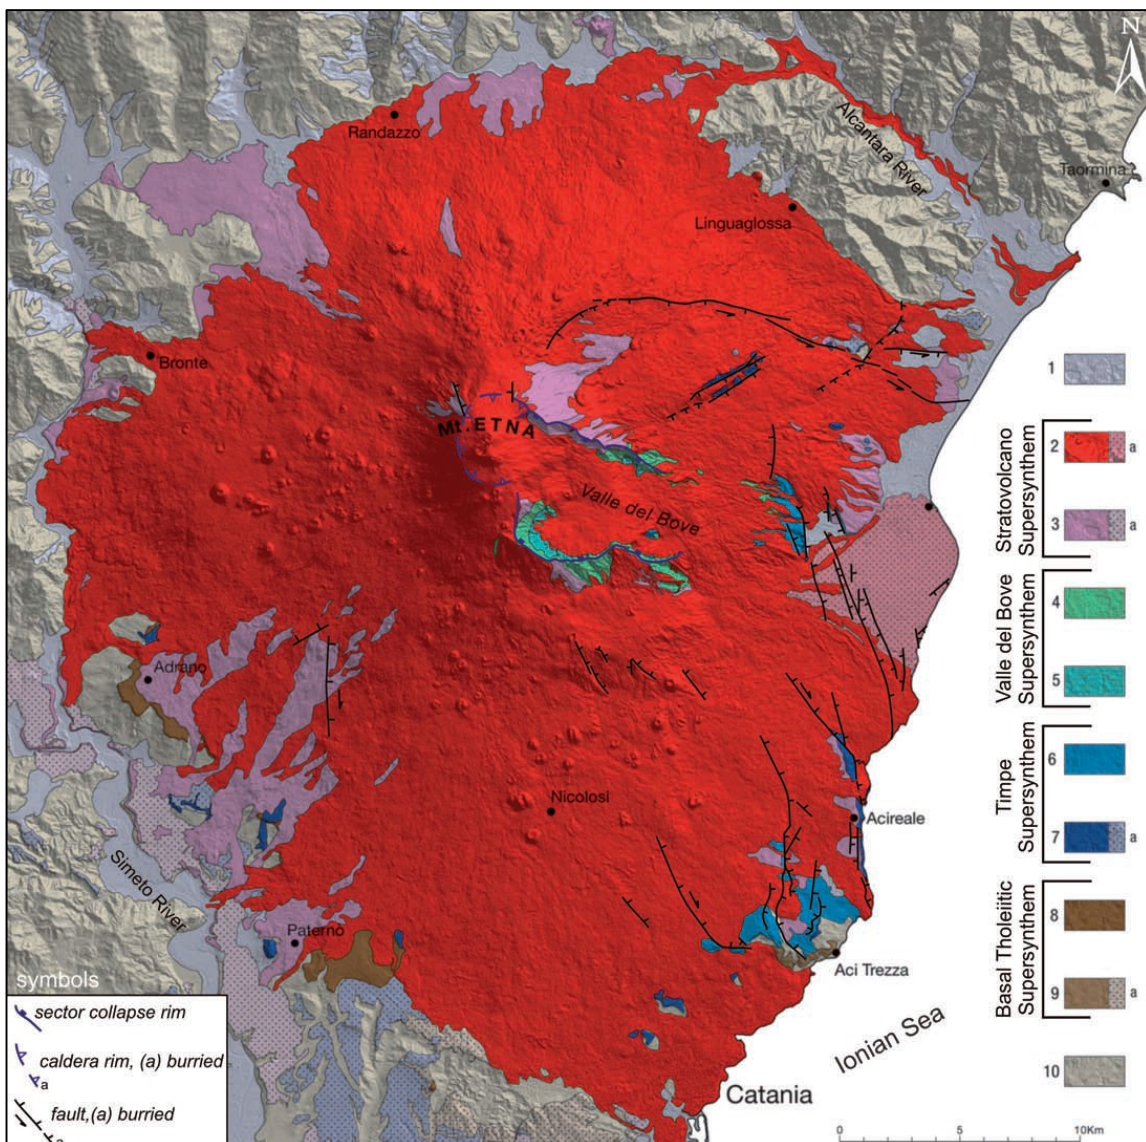 N
Randazzo
Alcantara River
Taormina
Linguaglossa
Bronte
Mt. ETNA
Valle del Bove
Adrano
Nicolosi
Acireale
Simeto River
Paternò
Aci Trezza
Ionian Sea
Catania
1
Stratovolcano
Supersynthem
2 a
3 a
Valle del Bove
Supersynthem
4
5
Timpe
Supersynthem
6
7 a
Basal Tholeiitic
Supersynthem
8
9 a
10
symbols
sector collapse rim
caldera rim, (a) burried
a
fault,(a) burried
a
0 5 10Km